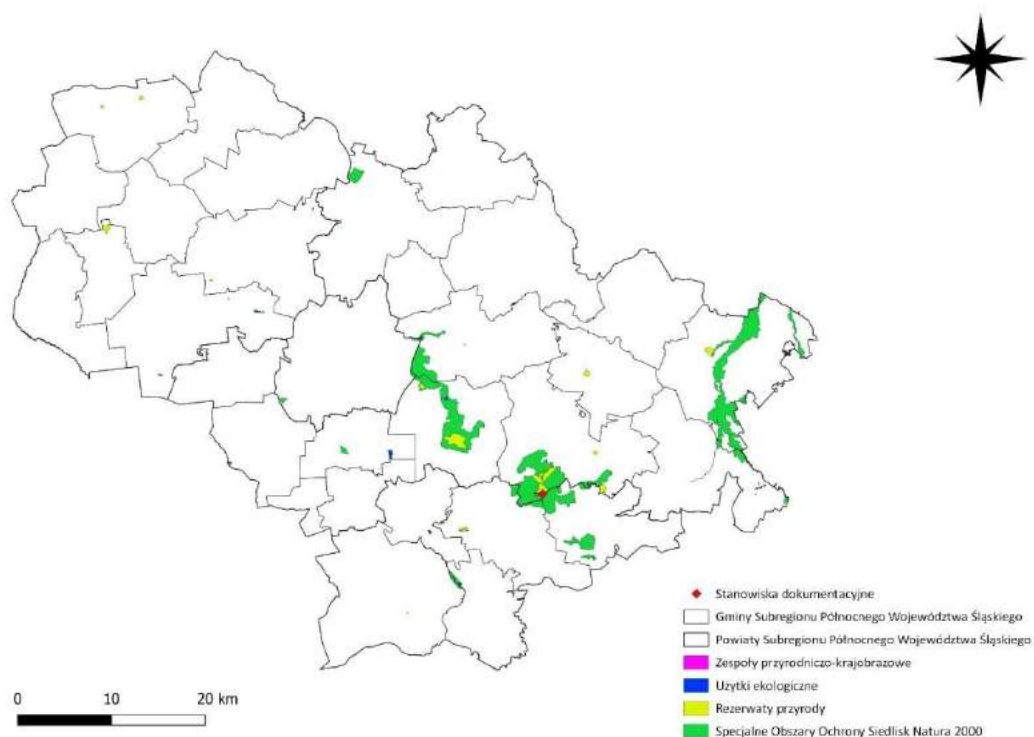 Stanowiska dokumentacyjne
Gminy Subregionu Północnego Województwa Śląskiego
Powiaty Subregionu Północnego Województwa Śląskiego
Zespoły przyrodniczo-krajobrazowe
Użytki ekologiczne
Rezerwaty przyrody
Specjalne Obszary Ochrony Siedlisk Natura 2000
0 10 20 km